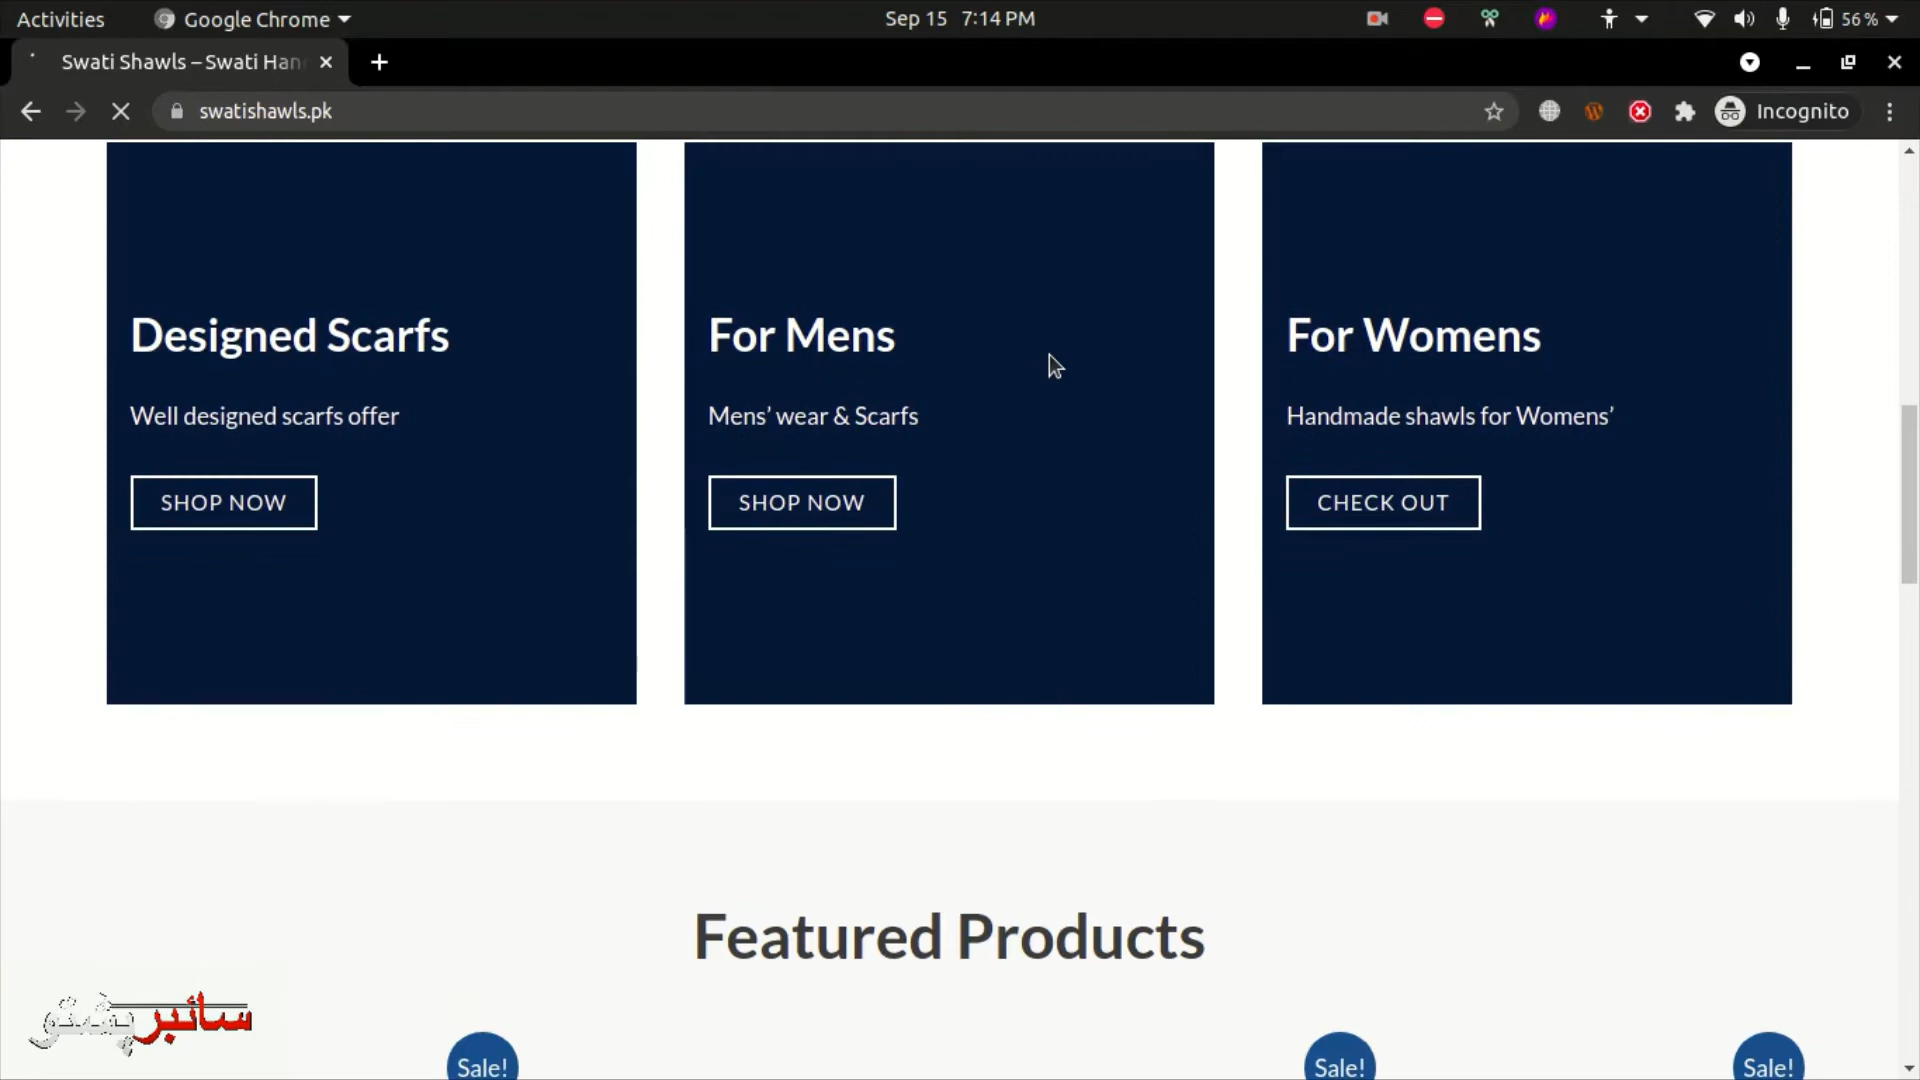 Activities
Google Chrome
Sep 15 7:14 PM
56 %
Swati Shawls – Swati Han
swatishawls.pk
Incognito
Designed Scarfs
Well designed scarfs offer
SHOP NOW
For Mens
Mens’ wear & Scarfs
SHOP NOW
For Womens
Handmade shawls for Womens’
CHECK OUT
Featured Products
سائبر پښتو
Sale!
Sale!
Sale!